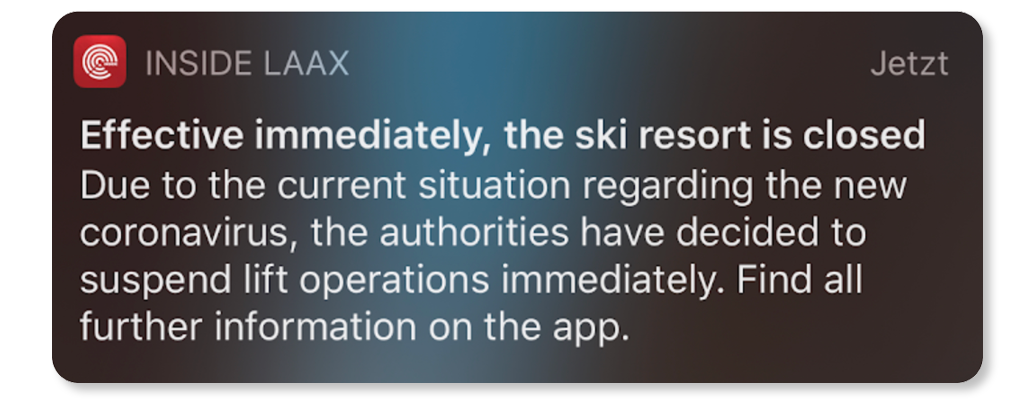 INSIDE LAAX
Jetzt
Effective immediately, the ski resort is closed
Due to the current situation regarding the new
coronavirus, the authorities have decided to
suspend lift operations immediately. Find all
further information on the app.